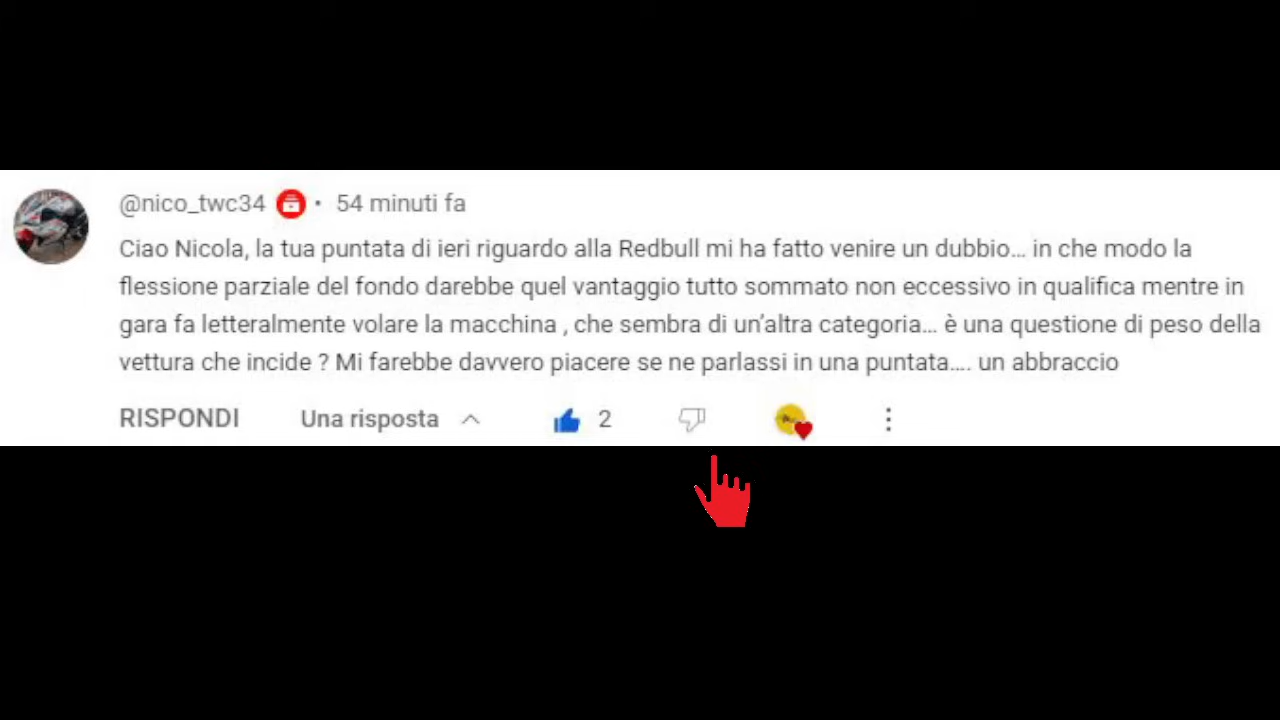 @nico_twc34 • 54 minuti fa
Ciao Nicola, la tua puntata di ieri riguardo alla Redbull mi ha fatto venire un dubbio... in che modo la
flessione parziale del fondo darebbe quel vantaggio tutto sommato non eccessivo in qualifica mentre in
gara fa letteralmente volare la macchina , che sembra di un'altra categoria... è una questione di peso della
vettura che incide ? Mi farebbe davvero piacere se ne parlassi in una puntata.... un abbraccio
RISPONDI Una risposta 2